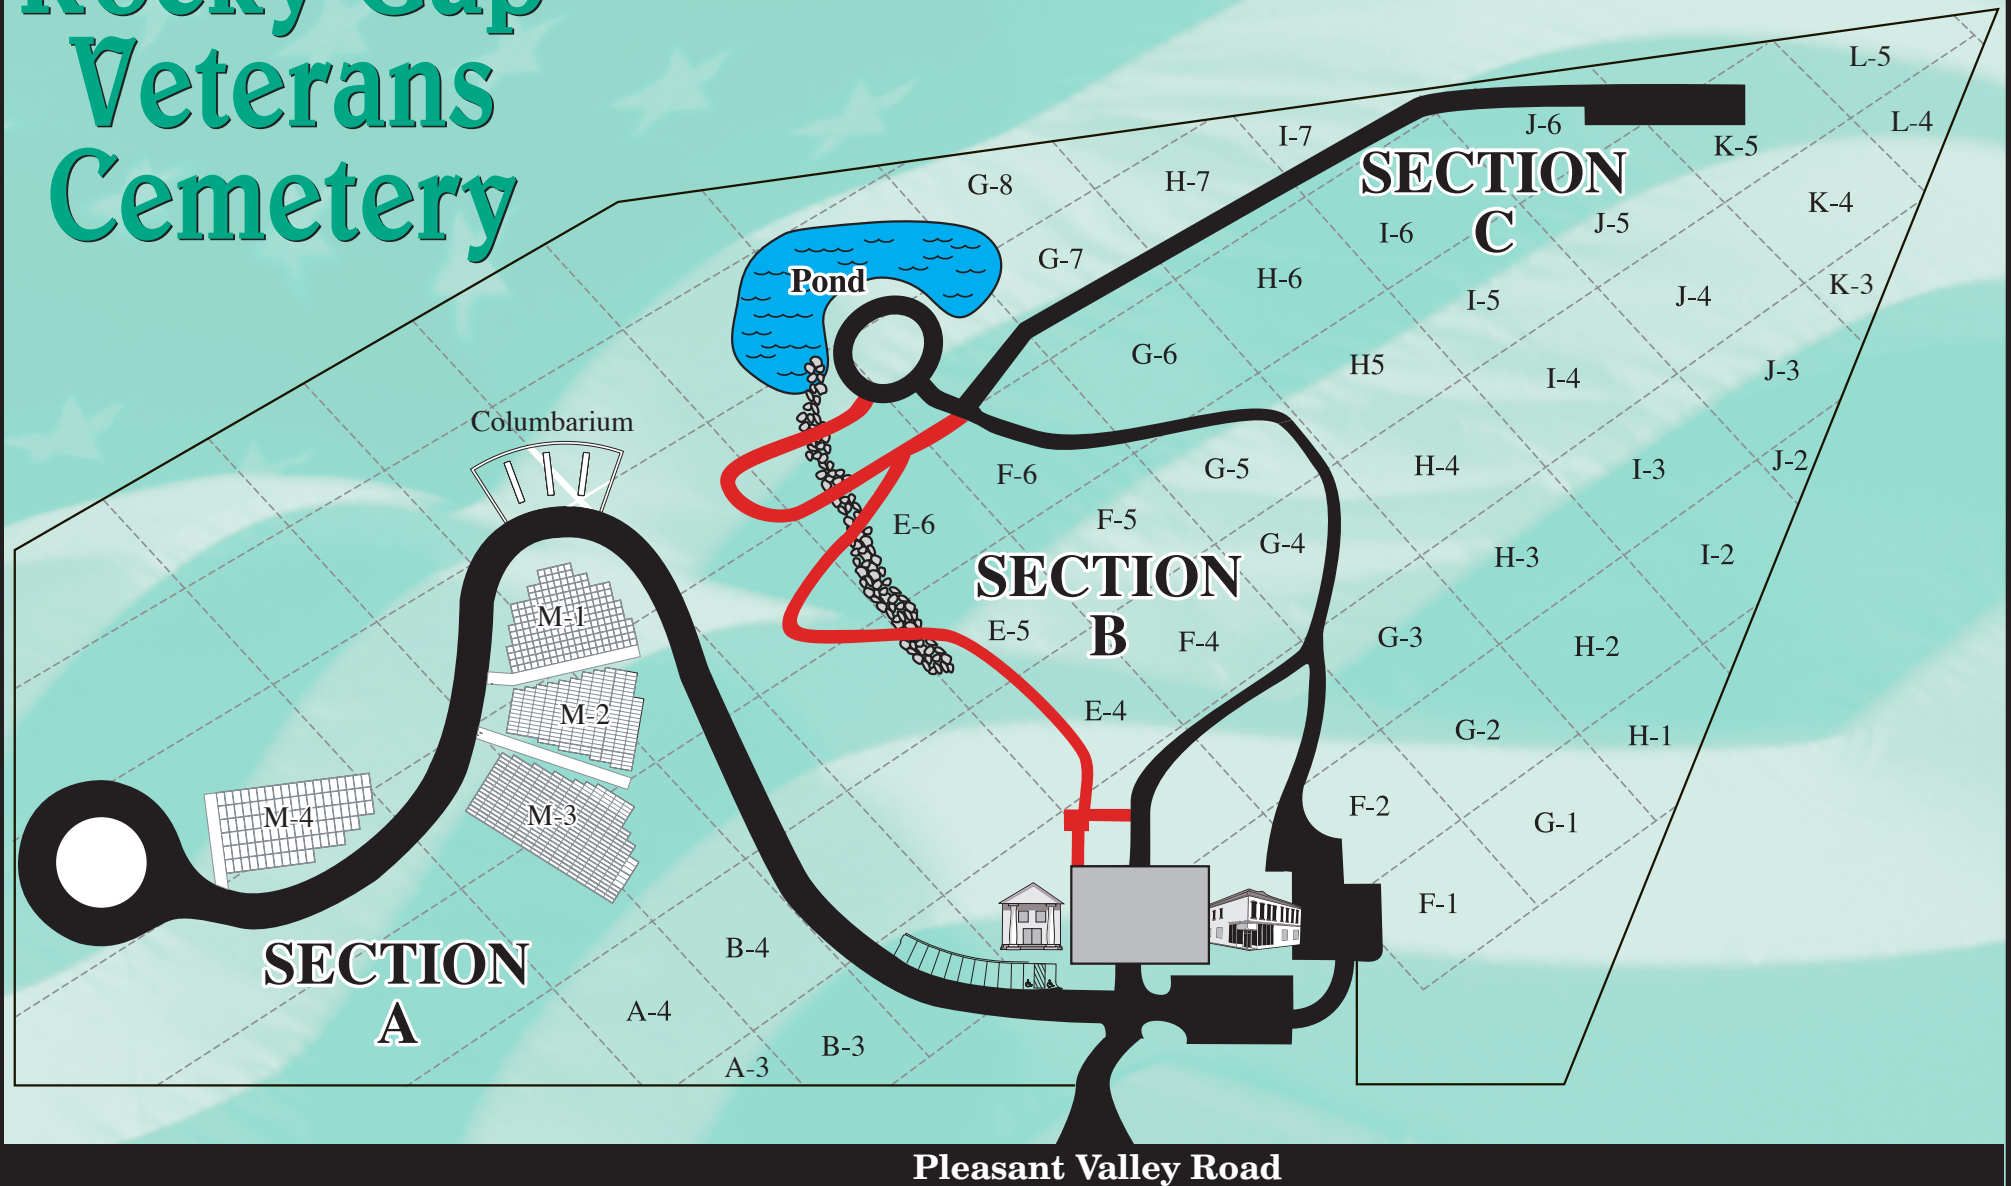 Rocky Gap
Veterans
Cemetery
L-5
L-4
I-7
J-6
K-5
SECTION
C
G-8
H-7
K-4
I-6
J-5
G-7
H-6
I-5
J-4
K-3
Pond
G-6
H5
I-4
J-3
Columbarium
F-6
G-5
H-4
I-3
J-2
E-6
F-5
G-4
H-3
I-2
SECTION
B
M-1
E-5
F-4
G-3
H-2
M-2
E-4
G-2
H-1
M-4
M-3
F-2
G-1
F-1
SECTION
A
B-4
A-4
B-3
A-3
Pleasant Valley Road